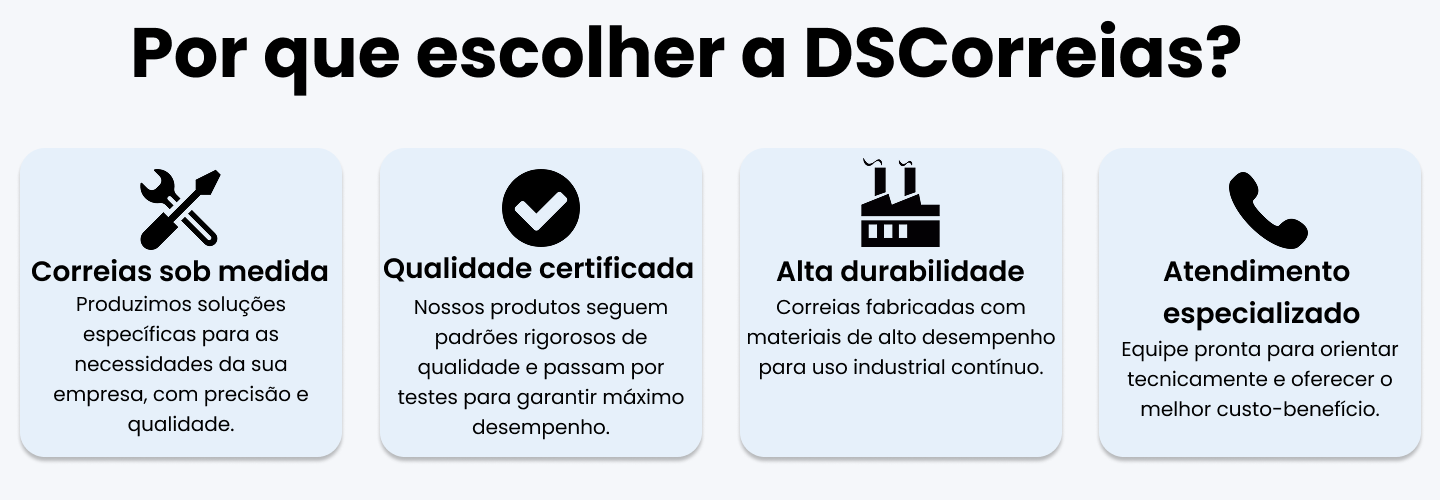 Por que escolher a DSCorreias?
Correias sob medida
Produzimos soluções
específicas para as
necessidades da sua
empresa, com precisão e
qualidade.
Qualidade certificada
Nossos produtos seguem
padrões rigorosos de
qualidade e passam por
testes para garantir máximo
desempenho.
Alta durabilidade
Correias fabricadas com
materiais de alto desempenho
para uso industrial contínuo.
Atendimento
especializado
Equipe pronta para orientar
tecnicamente e oferecer o
melhor custo-benefício.